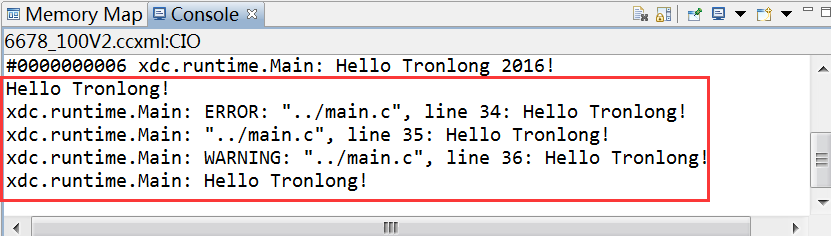 Memory Map Console
6678_100V2.ccxml:CIO
#0000000006 xdc.runtime.Main: Hello Tronlong 2016!
Hello Tronlong!
xdc.runtime.Main: ERROR: "../main.c", line 34: Hello Tronlong!
xdc.runtime.Main: "../main.c", line 35: Hello Tronlong!
xdc.runtime.Main: WARNING: "../main.c", line 36: Hello Tronlong!
xdc.runtime.Main: Hello Tronlong!